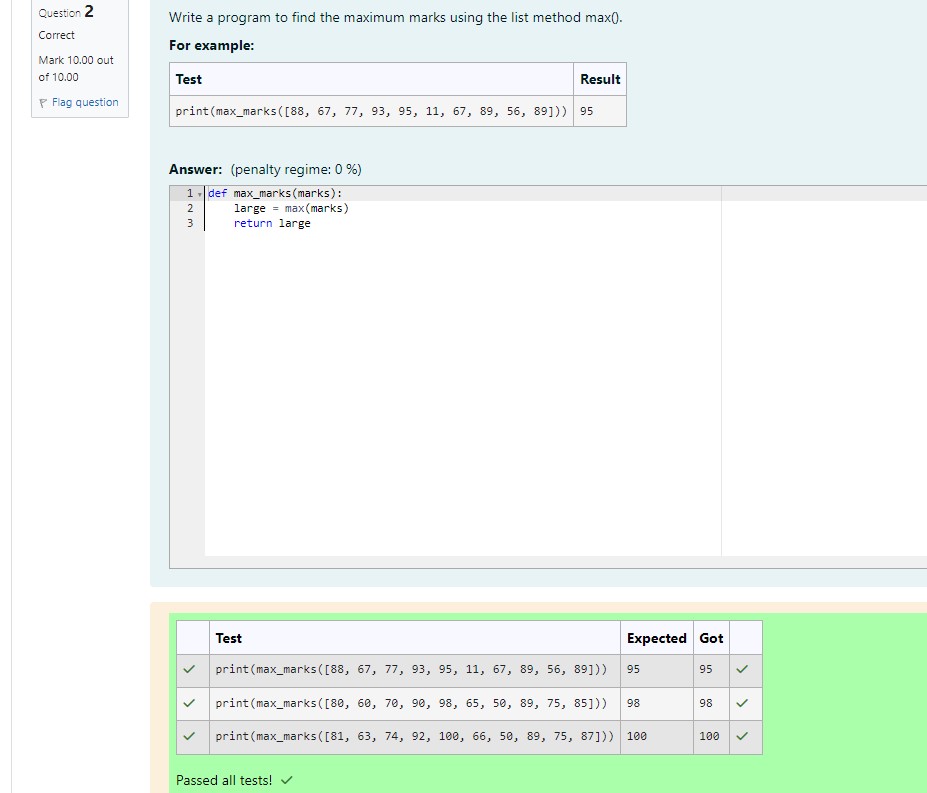 Question 2
Correct
Mark 10.00 out
of 10.00
Flag question
Write a program to find the maximum marks using the list method max().
For example:
Test Result
print(max_marks([88, 67, 77, 93, 95, 11, 67, 89, 56, 89])) 95
Answer: (penalty regime: 0 %)
1 def max_marks(marks):
2 large = max(marks)
3 return large
Test Expected Got
print(max_marks([88, 67, 77, 93, 95, 11, 67, 89, 56, 89])) 95 95
print(max_marks([80, 60, 70, 90, 98, 65, 50, 89, 75, 85])) 98 98
print(max_marks([81, 63, 74, 92, 100, 66, 50, 89, 75, 87])) 100 100
Passed all tests!